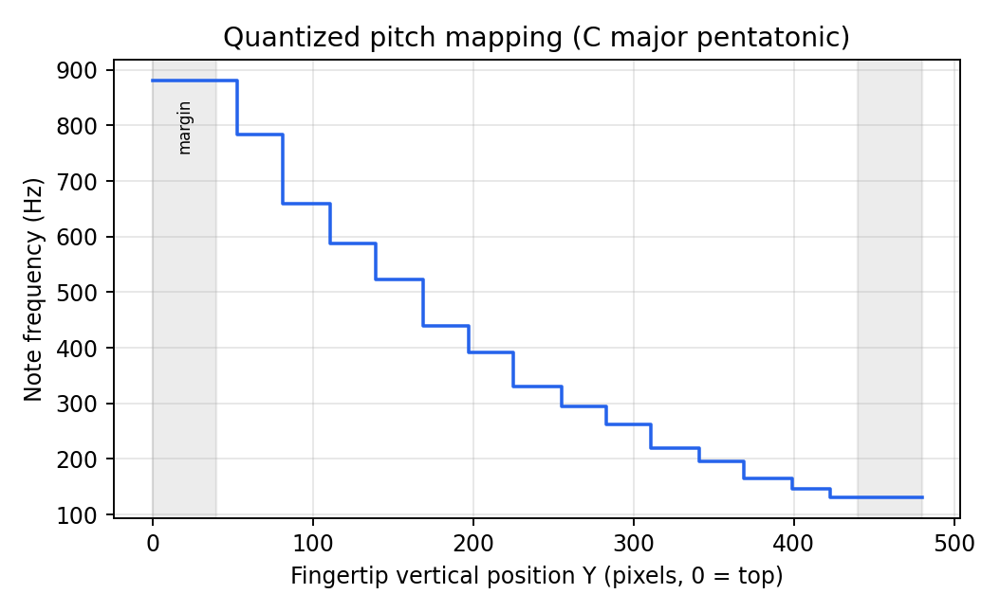 Quantized pitch mapping (C major pentatonic)
Note frequency (Hz)
900
800
700
600
500
400
300
200
100
margin
0 100 200 300 400 500
Fingertip vertical position Y (pixels, 0 = top)